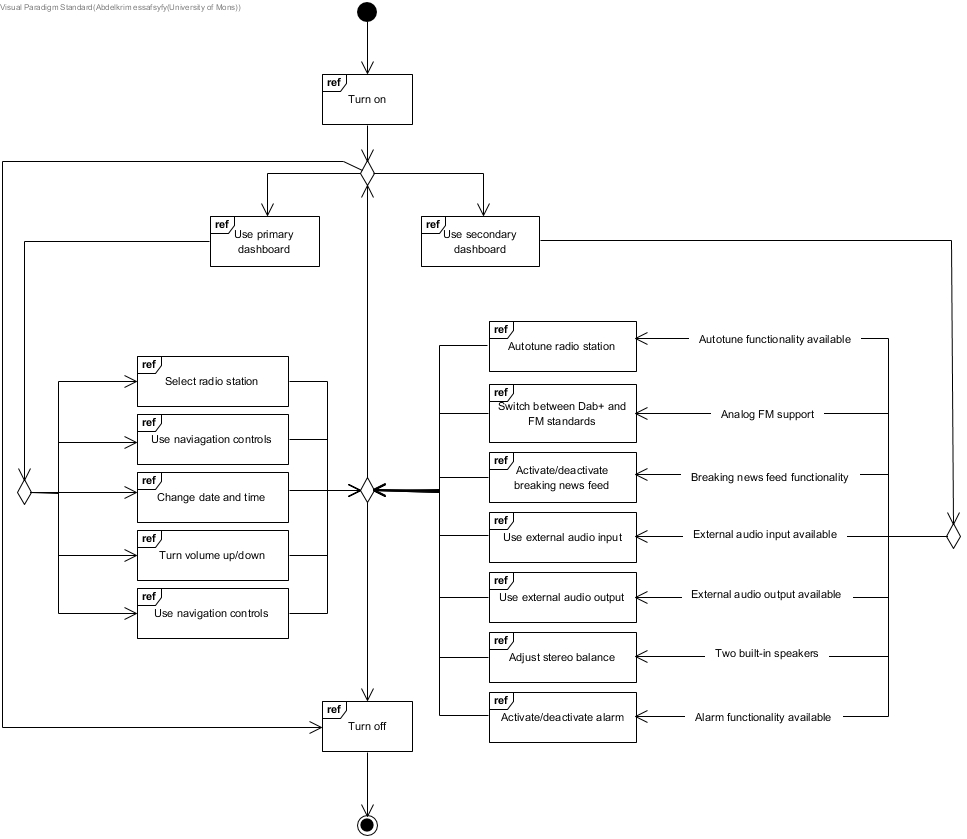 Visual Paradigm Standard(Abdelkrim essafsyfy(University of Mons))
ref
Turn on
ref
Use primary
dashboard
ref
Use secondary
dashboard
ref
Select radio station
ref
Use naviagation controls
ref
Change date and time
ref
Turn volume up/down
ref
Use navigation controls
ref
Autotune radio station
Autotune functionality available
ref
Switch between Dab+ and
FM standards
Analog FM support
ref
Activate/deactivate
breaking news feed
Breaking news feed functionality
ref
Use external audio input
External audio input available
ref
Use external audio output
External audio output available
ref
Adjust stereo balance
Two built-in speakers
ref
Activate/deactivate alarm
Alarm functionality available
ref
Turn off